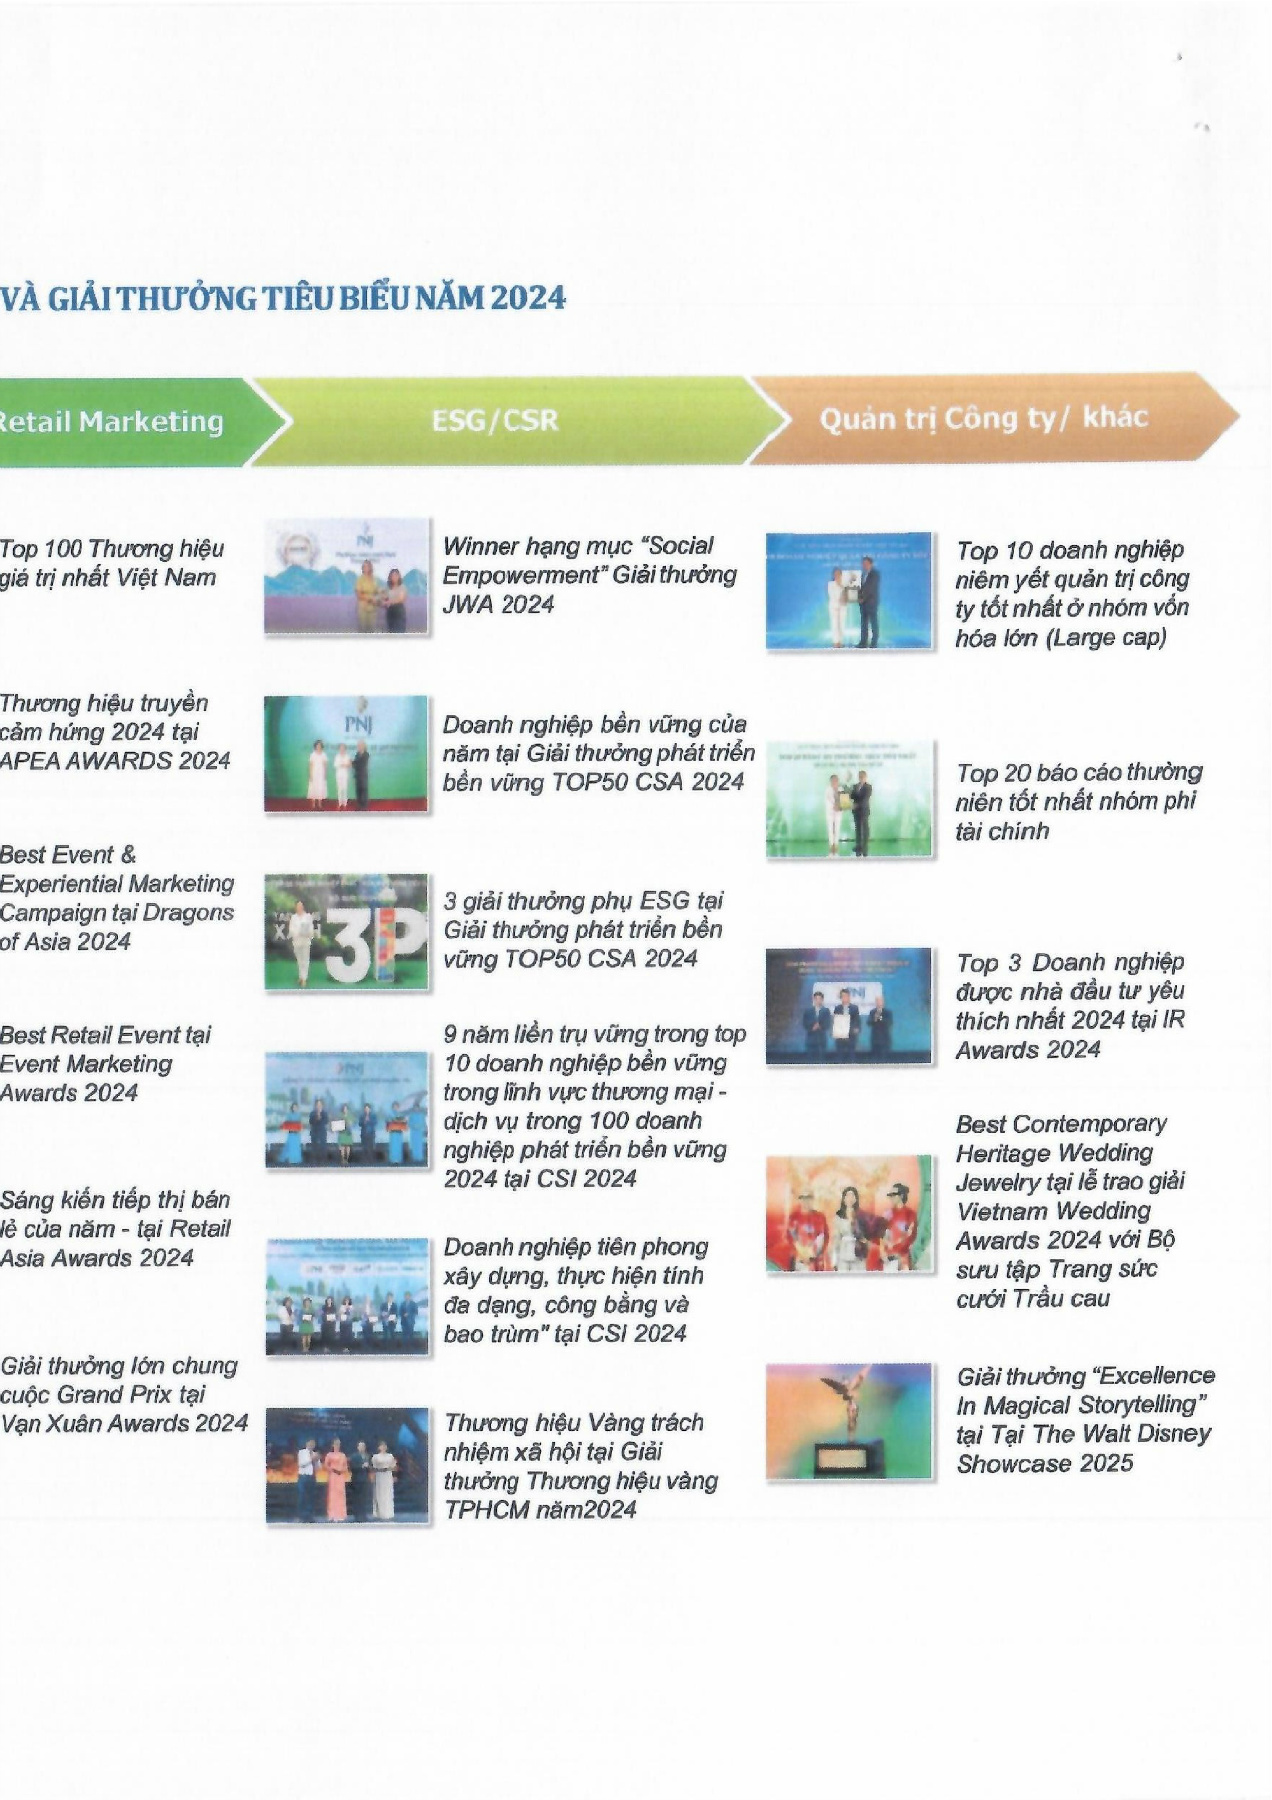 VÀ GIẢI THƯỞNG TIÊU BIỂU NĂM 2024
Retail Marketing
ESG/CSR
Quản trị Công ty/ khác
Top 100 Thương hiệu
giá trị nhất Việt Nam
Thương hiệu truyền
cảm hứng 2024 tại
APEA AWARDS 2024
Best Event &
Experiential Marketing
Campaign tại Dragons
of Asia 2024
Best Retail Event tại
Event Marketing
Awards 2024
Sáng kiến tiếp thị bán
lẻ của năm - tại Retail
Asia Awards 2024
Giải thưởng lớn chung
cuộc Grand Prix tại
Vạn Xuân Awards 2024
PNJ
Winner hạng mục "Social
Empowerment" Giải thưởng
JWA 2024
PNJ
Doanh nghiệp bền vững của
năm tại Giải thưởng phát triển
bền vững TOP50 CSA 2024
3P
3 giải thưởng phụ ESG tại
Giải thưởng phát triển bền
vững TOP50 CSA 2024
PNJ
9 năm liền trụ vững trong top
10 doanh nghiệp bền vững
trong lĩnh vực thương mại -
dịch vụ trong 100 doanh
nghiệp phát triển bền vững
2024 tại CSI 2024
Doanh nghiệp tiên phong
xây dựng, thực hiện tính
đa dạng, công bằng và
bao trùm" tại CSI 2024
Thương hiệu Vàng trách
nhiệm xã hội tại Giải
thưởng Thương hiệu vàng
TPHCM năm2024
Top 10 doanh nghiệp
niêm yết quản trị công
ty tốt nhất ở nhóm vốn
hóa lớn (Large cap)
Top 20 báo cáo thường
niên tốt nhất nhóm phi
tài chính
PNJ
Top 3 Doanh nghiệp
được nhà đầu tư yêu
thích nhất 2024 tại IR
Awards 2024
Best Contemporary
Heritage Wedding
Jewelry tại lễ trao giải
Vietnam Wedding
Awards 2024 với Bộ
sưu tập Trang sức
cưới Trầu cau
Giải thưởng "Excellence
In Magical Storytelling"
tại Tại The Walt Disney
Showcase 2025